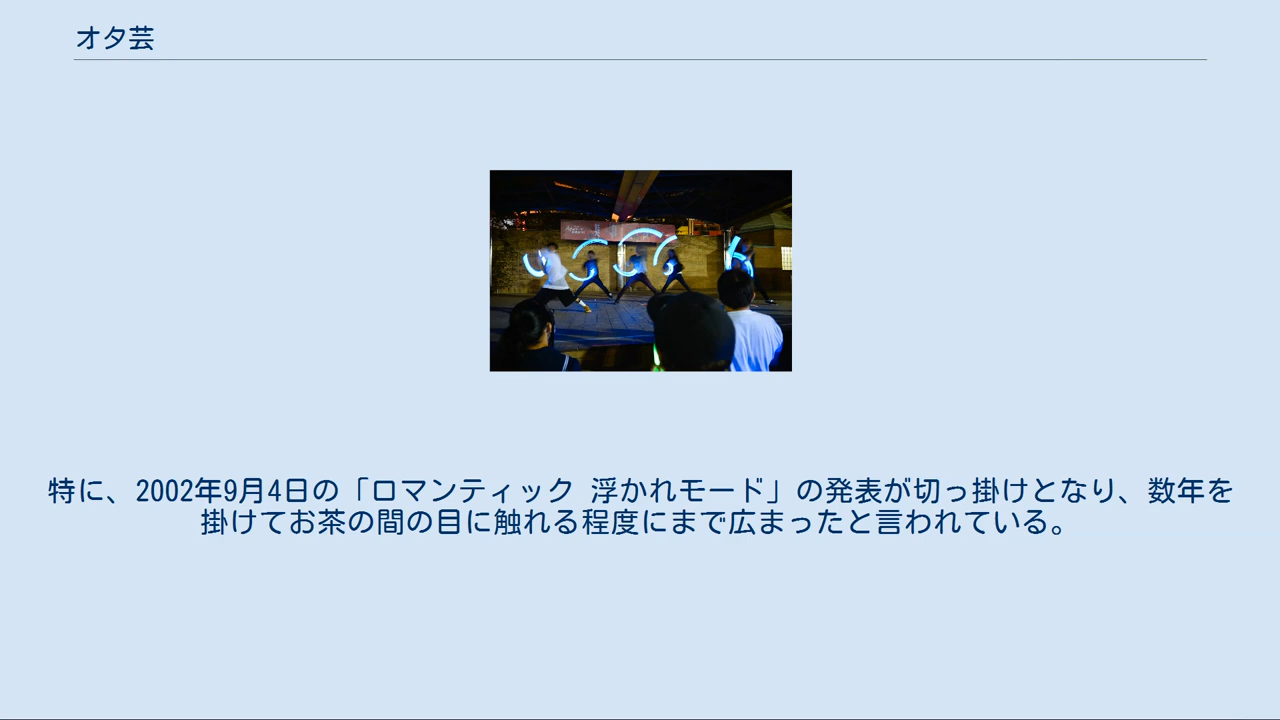 オタ芸
特に、2002年9月4日の「ロマンティック 浮かれモード」の発表が切っ掛けとなり、数年を
掛けてお茶の間の目に触れる程度にまで広まったと言われている。